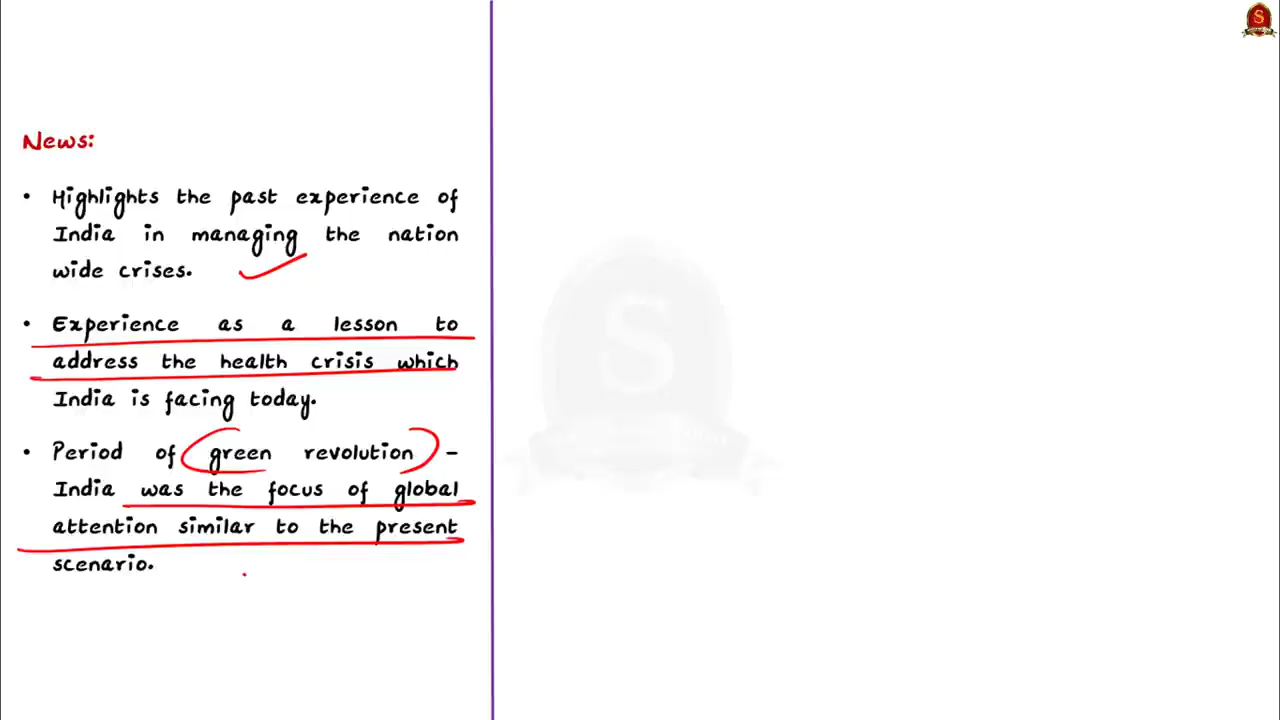 News:
• Highlights the past experience of
India in managing the nation
wide crises.
• Experience as a lesson to
address the health crisis which
India is facing today.
• Period of green revolution –
India was the focus of global
attention similar to the present
scenario.
S
S